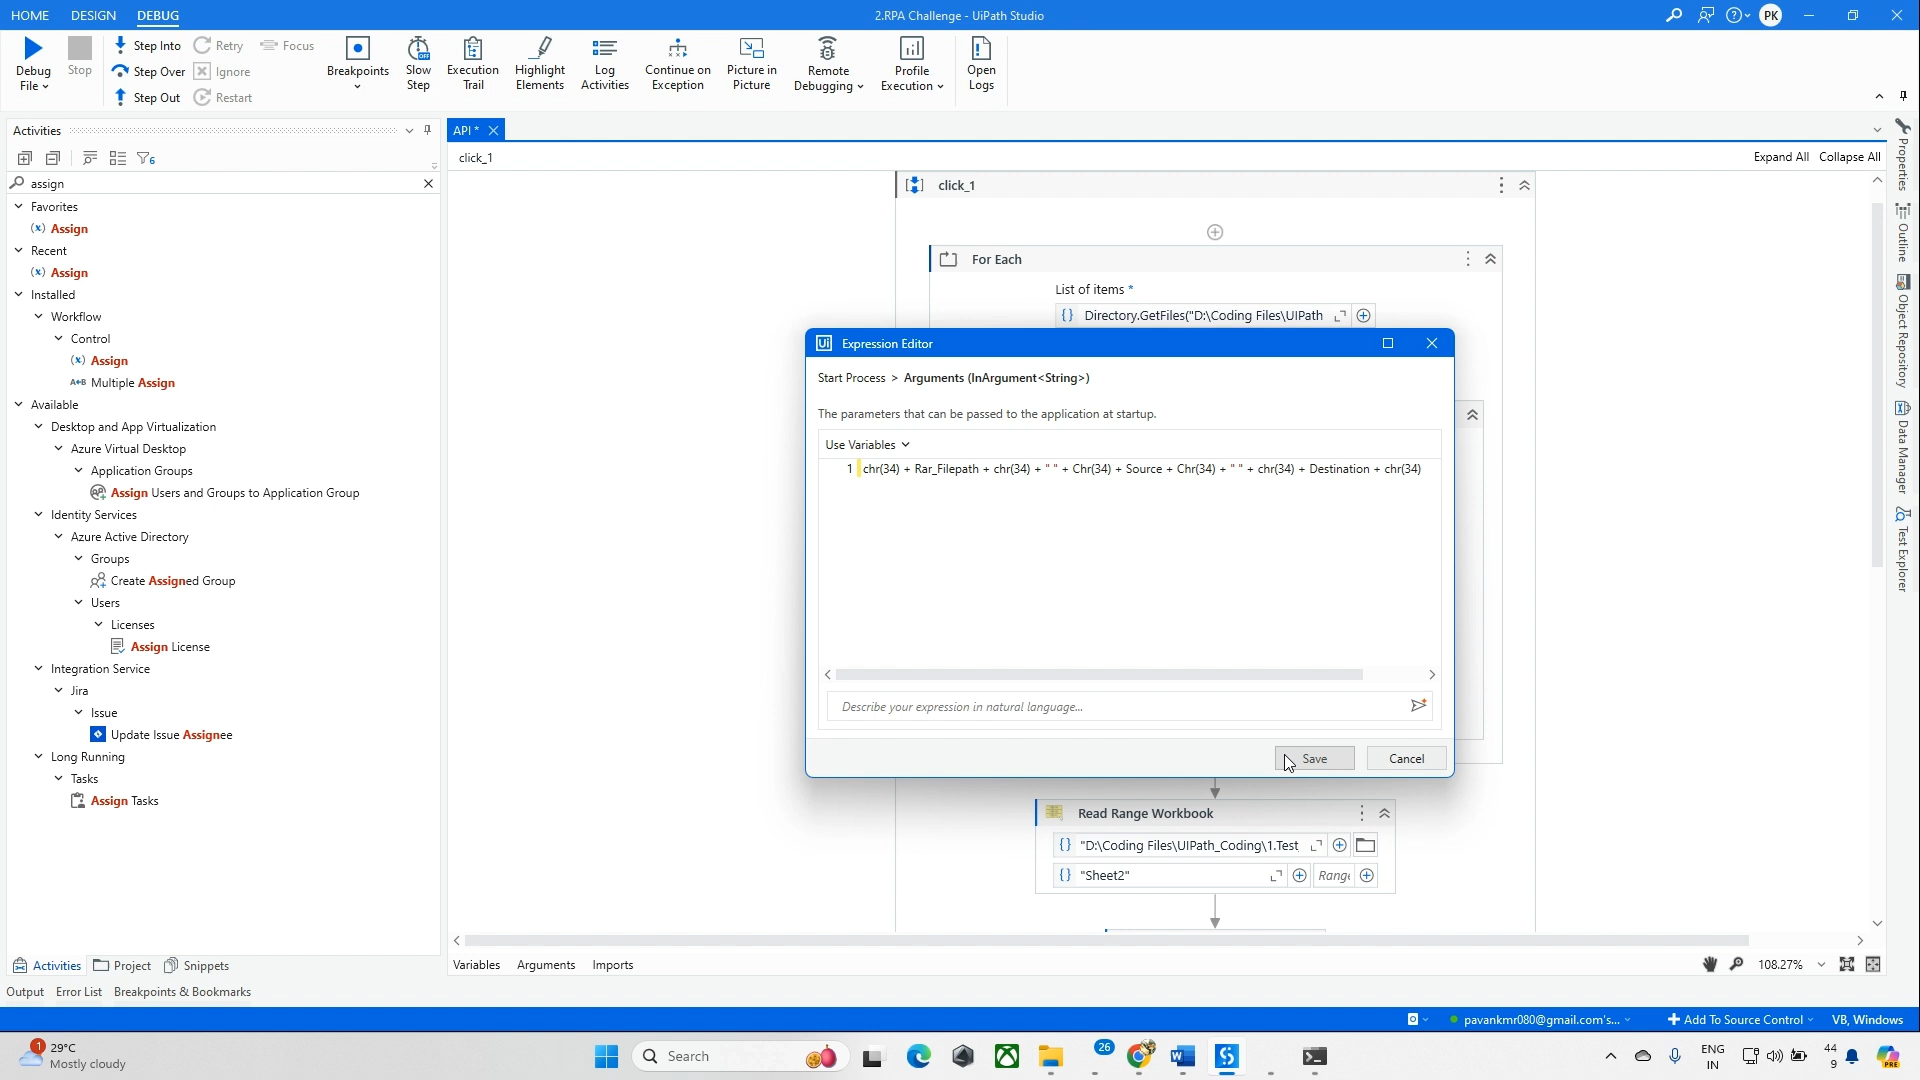 HOME DESIGN DEBUG 2.RPA Challenge - UiPath Studio PK
Debug File Stop Step Into Retry Focus
Step Over Ignore
Step Out Restart
Breakpoints Slow Step Execution Trail Highlight Elements Log Activities Continue on Exception Picture in Picture Remote Debugging Profile Execution Open Logs
Activities
API *
6
click_1
Expand All Collapse All
assign
Favorites
Assign
Recent
Assign
Installed
Workflow
Control
Assign
Multiple Assign
Available
Desktop and App Virtualization
Azure Virtual Desktop
Application Groups
Assign Users and Groups to Application Group
Identity Services
Azure Active Directory
Groups
Create Assigned Group
Users
Licenses
Assign License
Integration Service
Jira
Issue
Update Issue Assignee
Long Running
Tasks
Assign Tasks
click_1
For Each
List of items *
Directory.GetFiles("D:\Coding Files\UIPath
Ui Expression Editor
Start Process > Arguments (InArgument<String>)
The parameters that can be passed to the application at startup.
Use Variables
1 chr(34) + Rar_Filepath + chr(34) + " " + Chr(34) + Source + Chr(34) + " " + chr(34) + Destination + chr(34)
Describe your expression in natural language...
Save Cancel
Read Range Workbook
"D:\Coding Files\UIPath_Coding\1.Test
"Sheet2" Range
Properties
Outline
Object Repository
Data Manager
Test Explorer
Activities Project Snippets
Variables Arguments Imports
108.27%
Output Error List Breakpoints & Bookmarks
pavankmr080@gmail.com's... Add To Source Control VB, Windows
1
29°C
Mostly cloudy
Search
26
ENG
IN
44
9
PRE